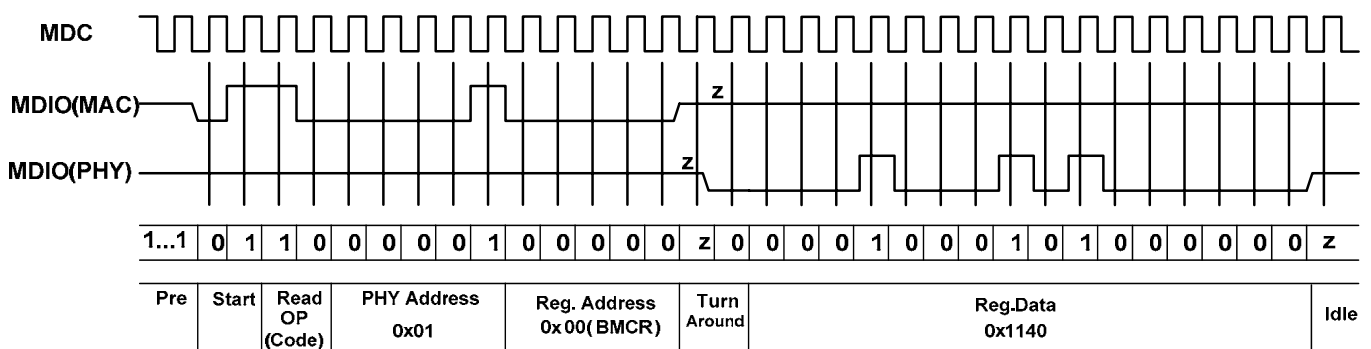 MDC
MDIO(MAC)
z
MDIO(PHY)
z
1...1 0 1 1 0 0 0 0 0 1 0 0 0 0 0 z 0 0 0 0 1 0 0 0 1 0 1 0 0 0 0 0 0 z
Pre
Start
Read
OP
(Code)
PHY Address
0x01
Reg. Address
0x00(BMCR)
Turn
Around
Reg.Data
0x1140
Idle